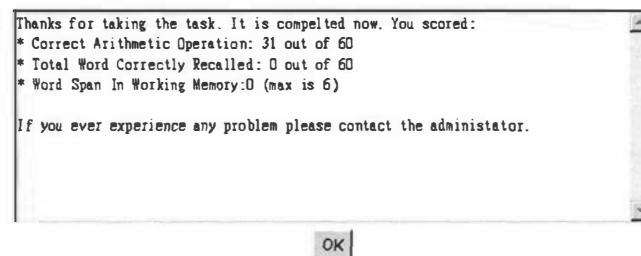 Thanks for taking the task. It is compelted now. You scored:
* Correct Arithmetic Operation: 31 out of 60
* Total Word Correctly Recalled: 0 out of 60
* Word Span In Working Memory:0 (max is 6)
If you ever experience any problem please contact the administator.
OK